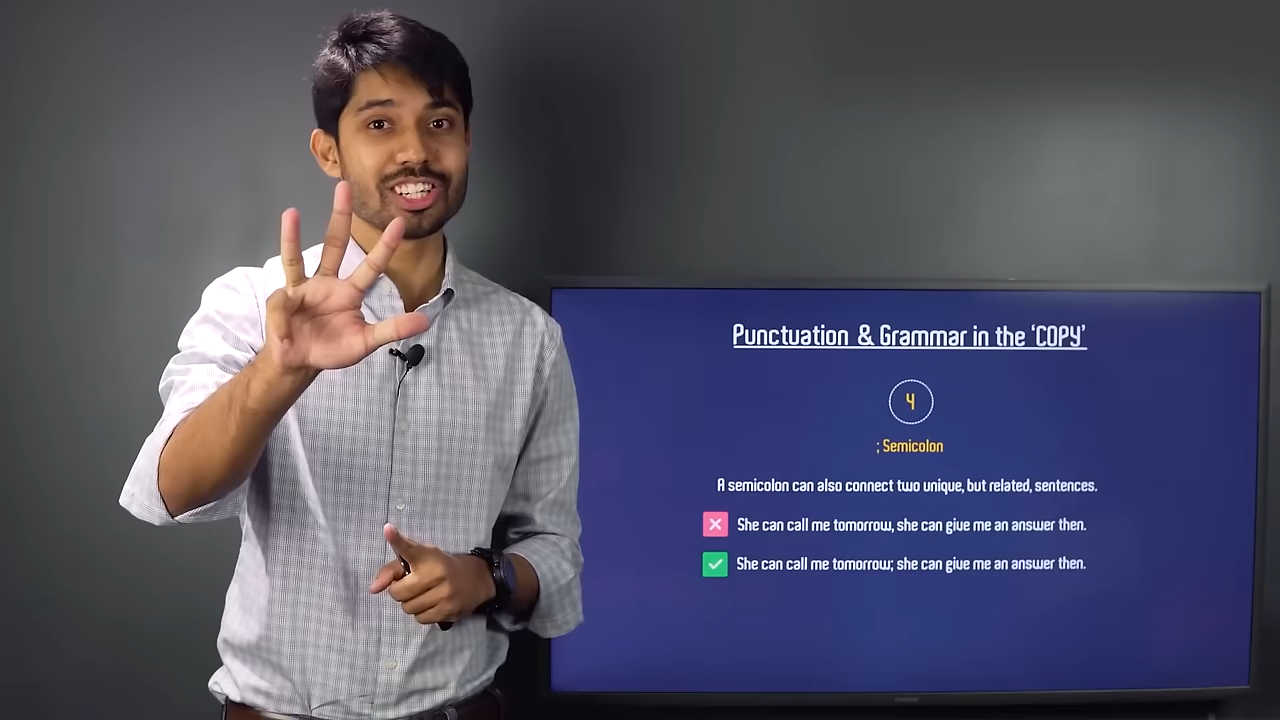 Punctuation & Grammar in the ‘COPY’
4
; Semicolon
A semicolon can also connect two unique, but related, sentences.
She can call me tomorrow, she can give me an answer then.
She can call me tomorrow; she can give me an answer then.